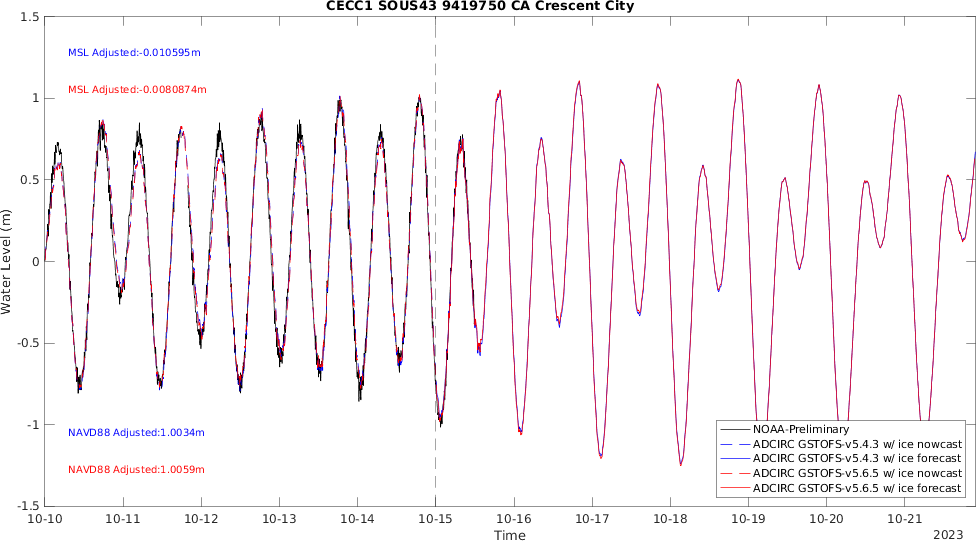 CECC1 SOUS43 9419750 CA Crescent City
1.5
1
0.5
0
-0.5
-1
-1.5
Water Level (m)
MSL Adjusted:-0.010595m
MSL Adjusted:-0.0080874m
NAVD88 Adjusted:1.0034m
NAVD88 Adjusted:1.0059m
NOAA-Preliminary
ADCIRC GSTOFS-v5.4.3 w/ ice nowcast
ADCIRC GSTOFS-v5.4.3 w/ ice forecast
ADCIRC GSTOFS-v5.6.5 w/ ice nowcast
ADCIRC GSTOFS-v5.6.5 w/ ice forecast
10-10 10-11 10-12 10-13 10-14 10-15 10-16 10-17 10-18 10-19 10-20 10-21
Time
2023